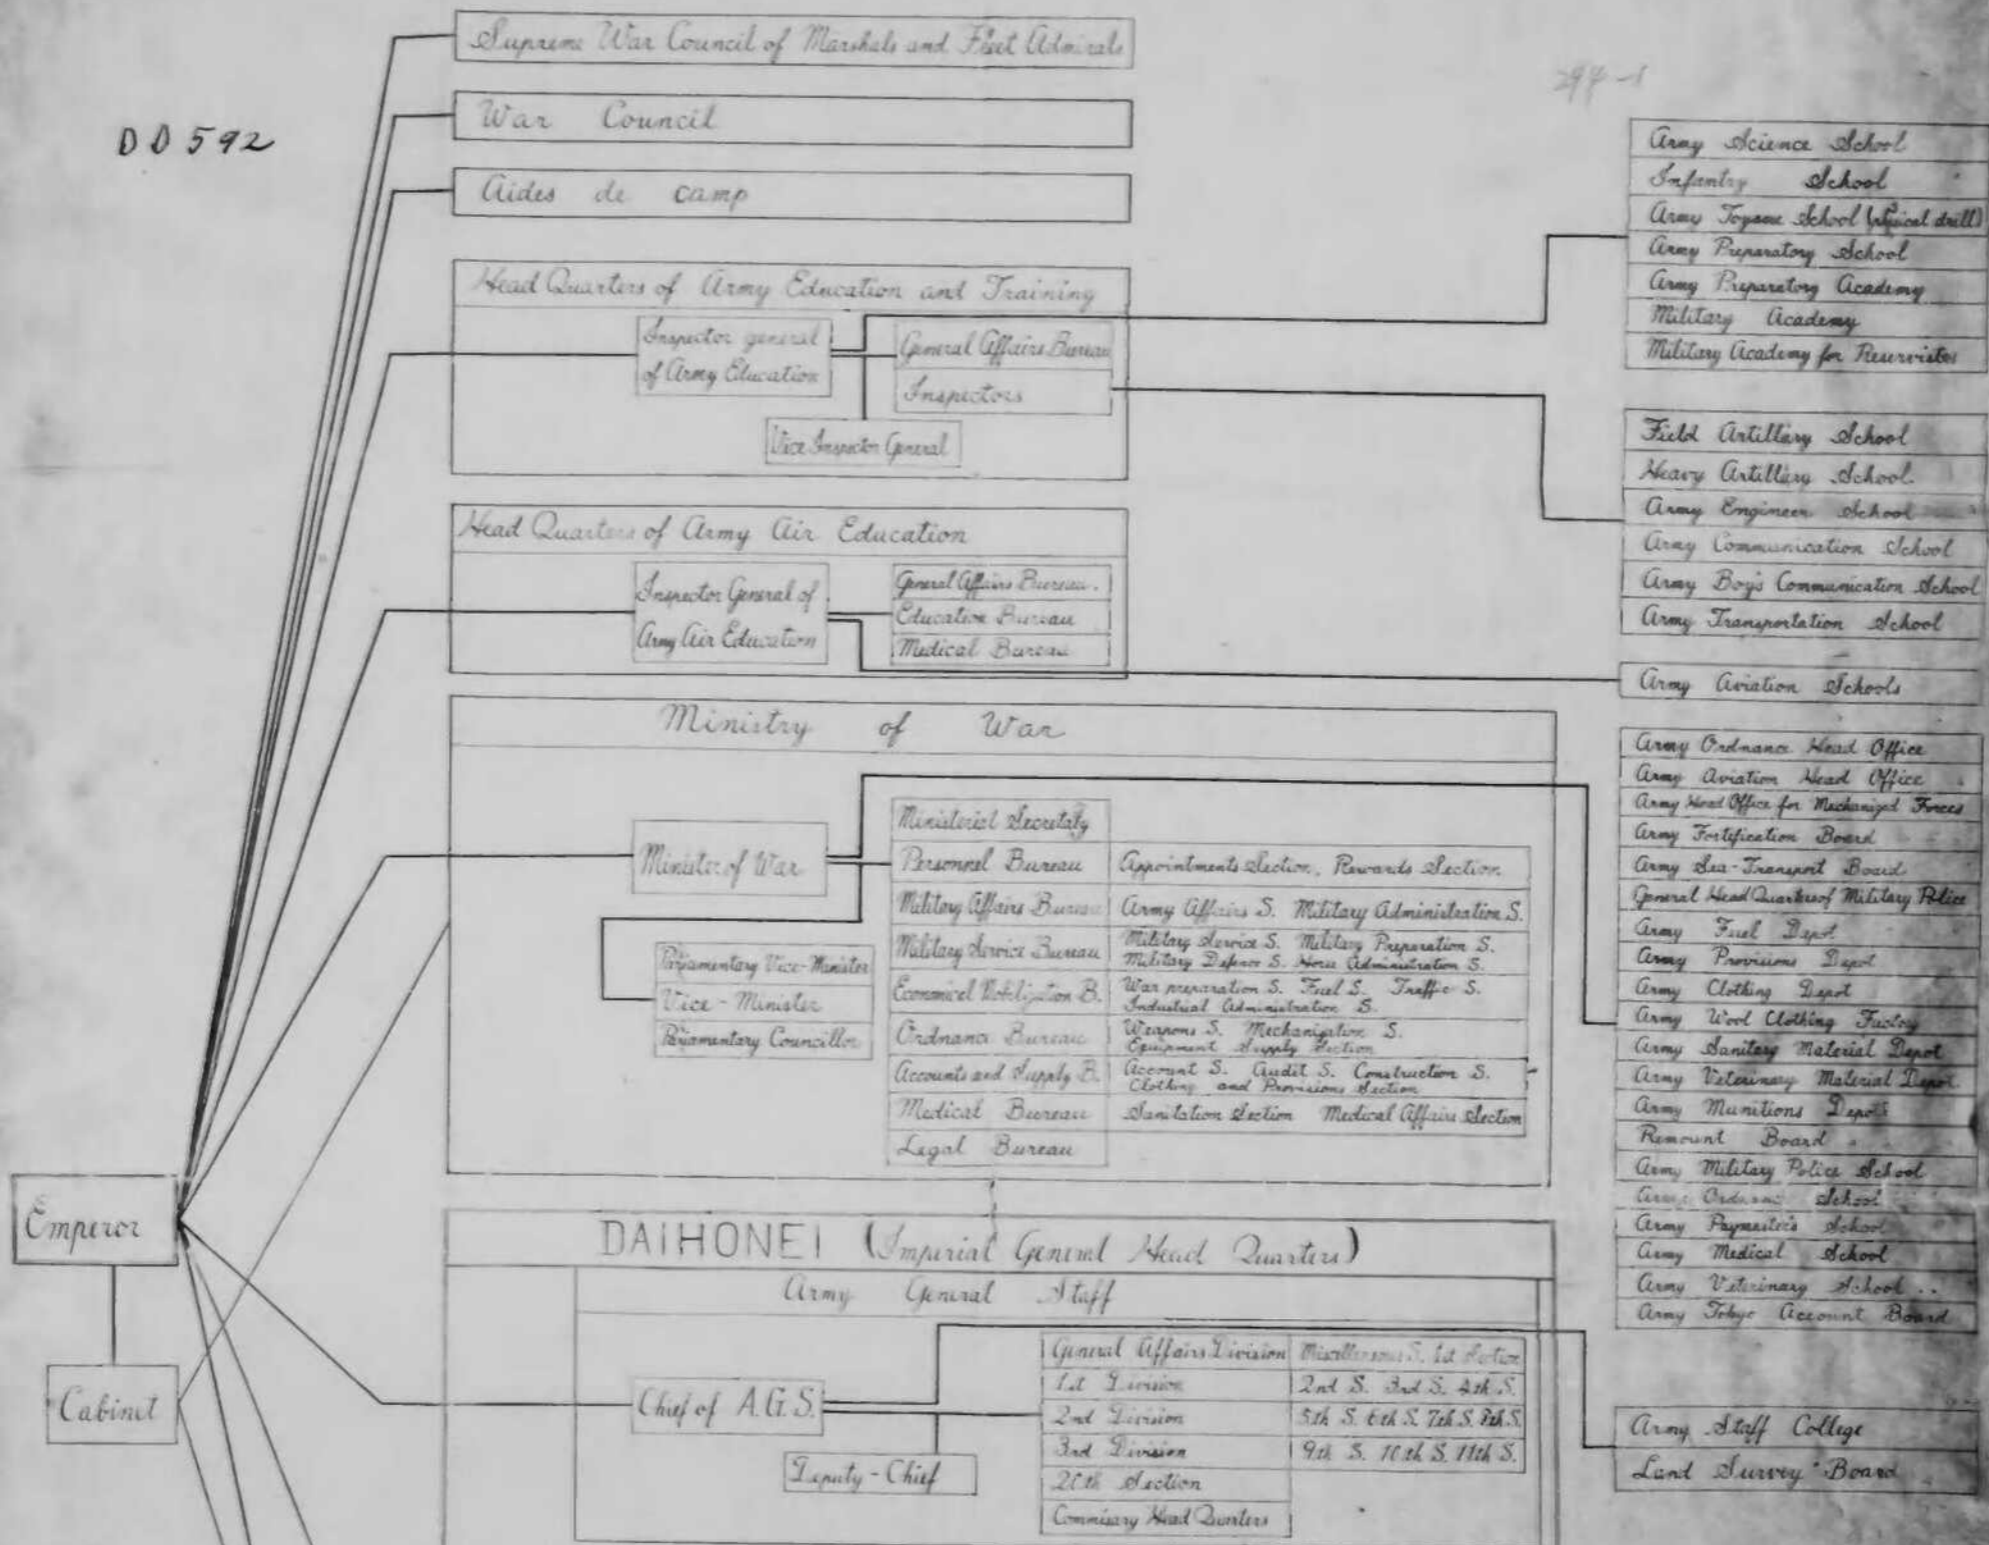 DD 592
294-1
Supreme War Council of Marshals and Fleet Admirals
War Council
Aides de camp
Head Quarters of Army Education and Training
Inspector general
of Army Education
General Affairs Bureau
Inspectors
Vice Inspector General
Head Quarters of Army Air Education
Inspector General of
Army Air Education
General Affairs Bureau.
Education Bureau
Medical Bureau
Ministry of War
Minister of War
Parliamentary Vice-Minister
Vice-Minister
Parliamentary Councillor
Ministerial Secretaty
Personnel Bureau Appointments Section, Rewards Section
Military Affairs Bureau Army Affairs S. Military Administration S.
Military Service Bureau Military Service S. Military Preparation S.
Military Defence S. Horse Administration S.
Economical Mobilization B. War preparation S. Fuel S. Traffic S.
Industrial Administration S.
Ordnance Bureau Weapons S. Mechanization S.
Equipment Supply Section
Accounts and Supply B. Account S. Audit S. Construction S.
Clothing and Provisions Section
Medical Bureau Sanitation Section Medical Affairs Section
Legal Bureau
Emperor
Cabinet
DAIHONEI (Imperial General Head Quarters)
Army General Staff
Chief of A.G.S.
Deputy-Chief
General Affairs Division Miscellaneous S. 1st Section
1st Division 2nd S. 3rd S. 4th S.
2nd Division 5th S. 6th S. 7th S. 8th S.
3rd Division 9th S. 10th S. 11th S.
20th Section
Commisary Head Quarters
Army Science School
Infantry School
Army Toyama School (physical drill)
Army Preparatory School
Army Preparatory Academy
Military Academy
Military Academy for Reservistes
Field Artillary School
Heavy Artillary School.
Army Engineer School
Army Communication School
Army Boy's Communication School
Army Transportation School
Army Aviation Schools
Army Ordnance Head Office
Army Aviation Head Office
Army Head Office for Mechanized Forces
Army Fortification Board
Army Sea-Transport Board
General Head Quarters of Military Police
Army Fuel Depot
Army Provisions Depot
Army Clothing Depot
Army Wool Clothing Factory
Army Sanitary Material Depot
Army Veterinary Material Depot
Army Munitions Depots
Remount Board
Army Military Police School
Army Ordnance School
Army Paymaster's School
Army Medical School
Army Veterinary School
Army Tokyo Account Board
Army Staff College
Land Survey Board